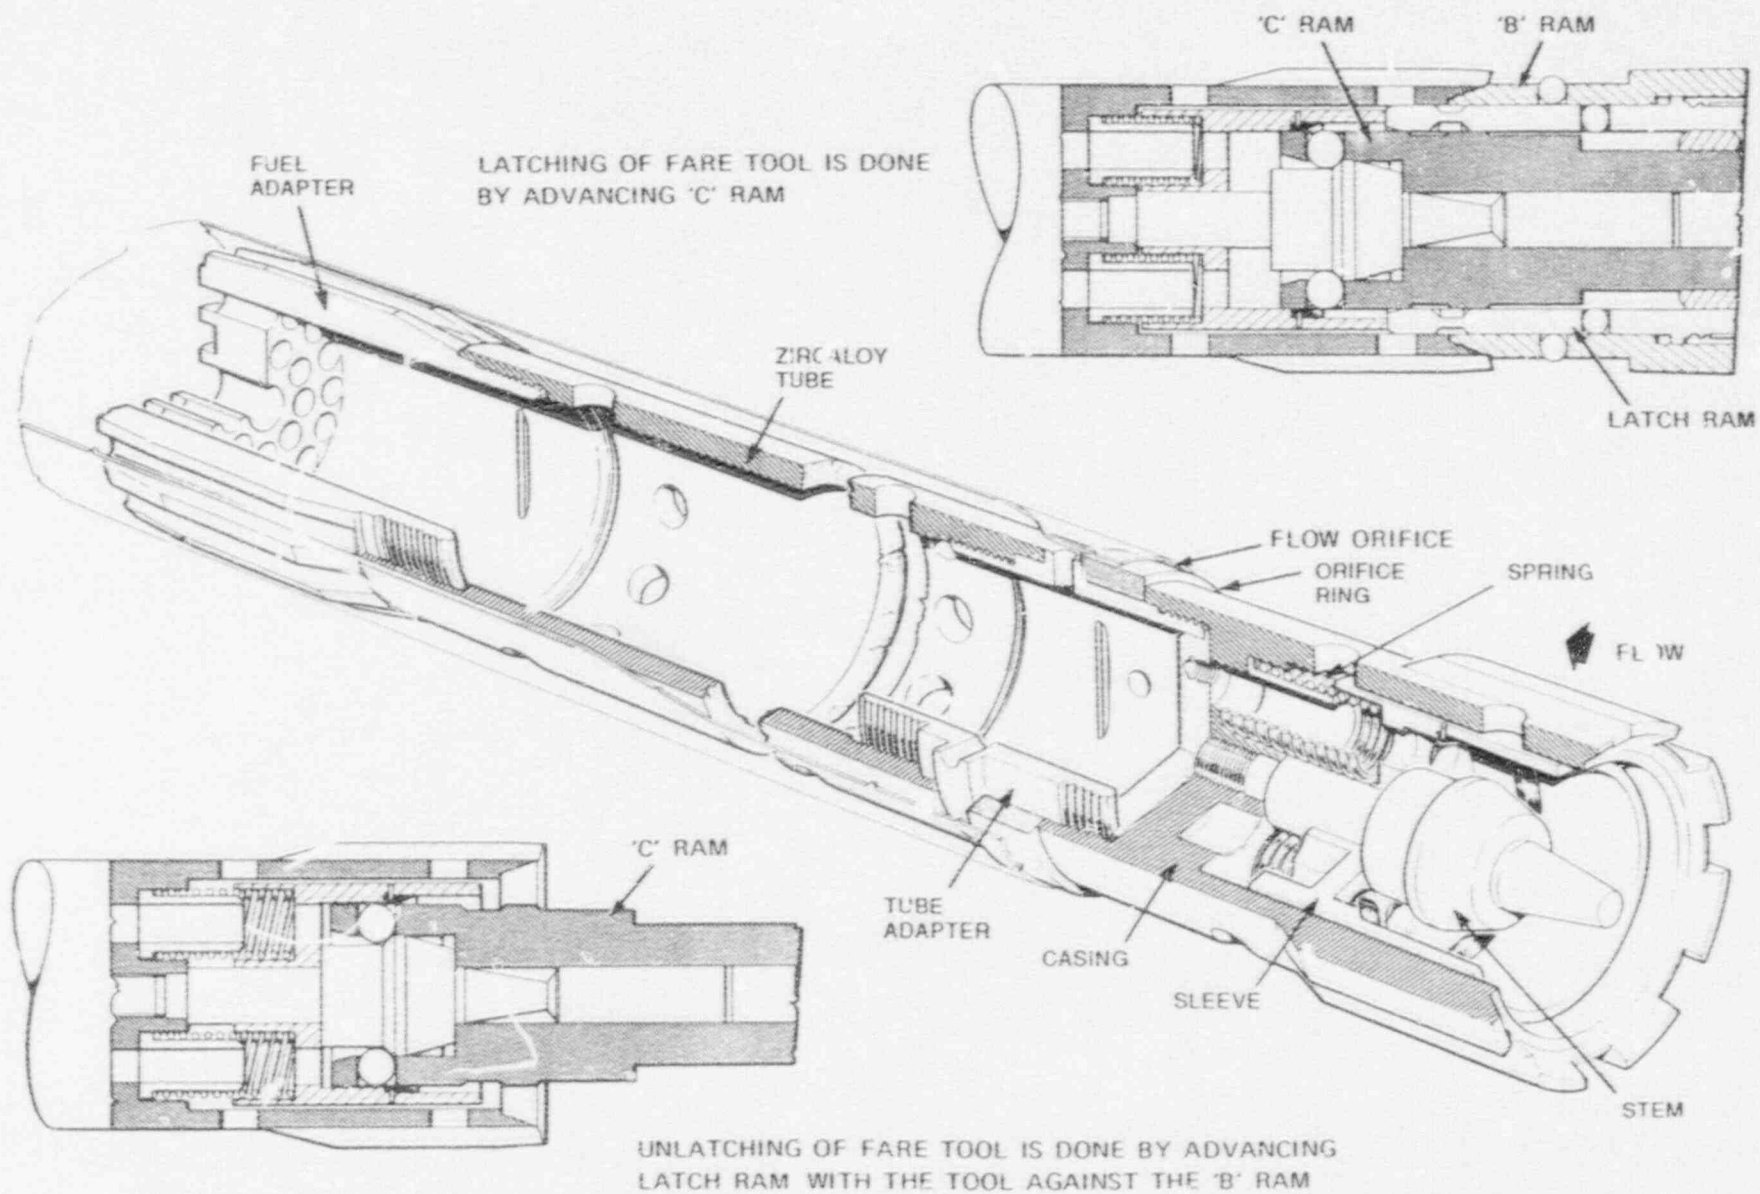 'C' RAM
'B' RAM
FUEL
ADAPTER
LATCHING OF FARE TOOL IS DONE
BY ADVANCING 'C' RAM
ZIRCALOY
TUBE
LATCH RAM
FLOW ORIFICE
ORIFICE
RING
SPRING
FLOW
'C' RAM
TUBE
ADAPTER
CASING
SLEEVE
STEM
UNLATCHING OF FARE TOOL IS DONE BY ADVANCING
LATCH RAM WITH THE TOOL AGAINST THE 'B' RAM